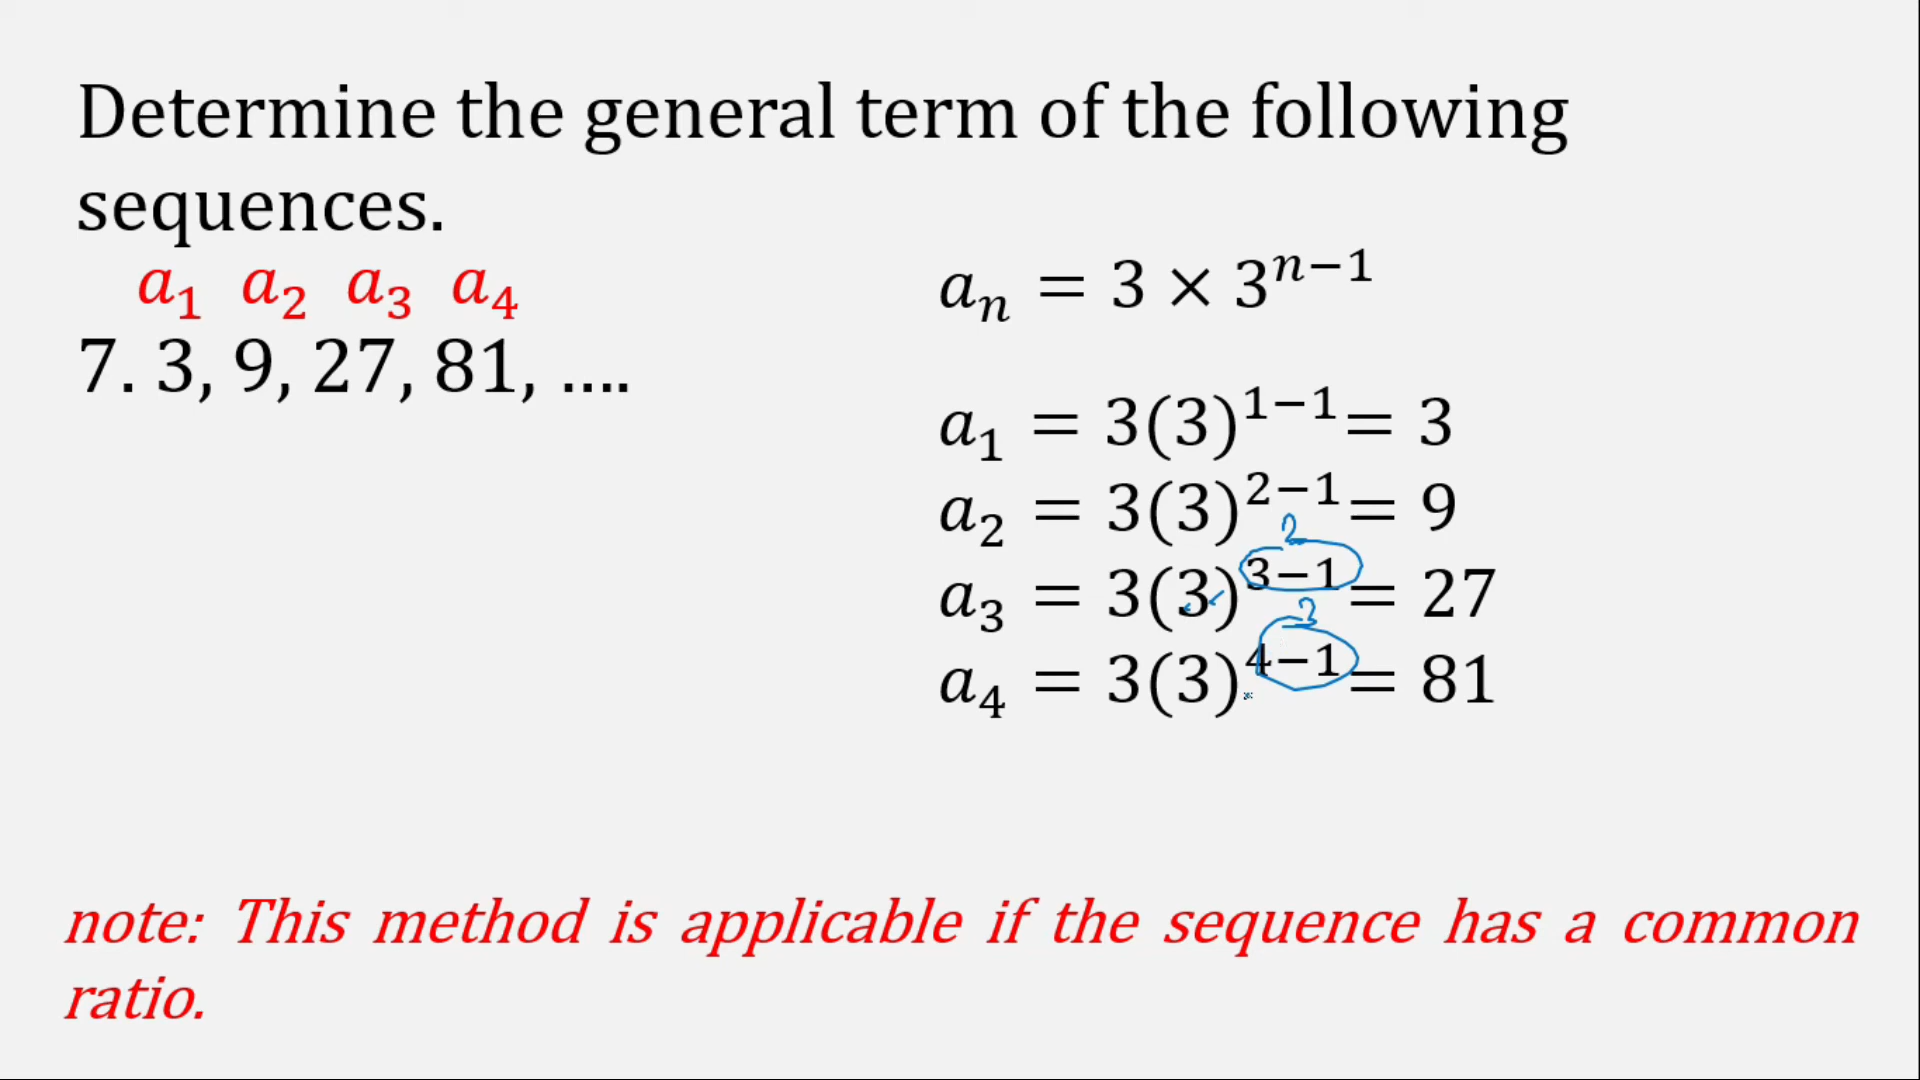 Determine the general term of the following
sequences.
a₁ a₂ a₃ a₄
7. 3, 9, 27, 81, ....
aₙ = 3 × 3ⁿ⁻¹
a₁ = 3(3)¹⁻¹= 3
a₂ = 3(3)²⁻¹= 9
2
a₃ = 3(3)³⁻¹= 27
3
a₄ = 3(3)⁴⁻¹= 81
note: This method is applicable if the sequence has a common
ratio.